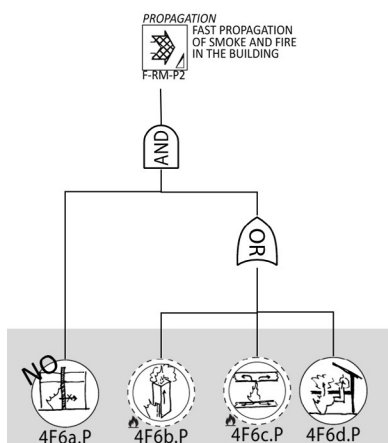 PROPAGATION
FAST PROPAGATION
OF SMOKE AND FIRE
IN THE BUILDING
F-RM-P2
AND
OR
NO
4F6a.P 4F6b.P 4F6c.P 4F6d.P